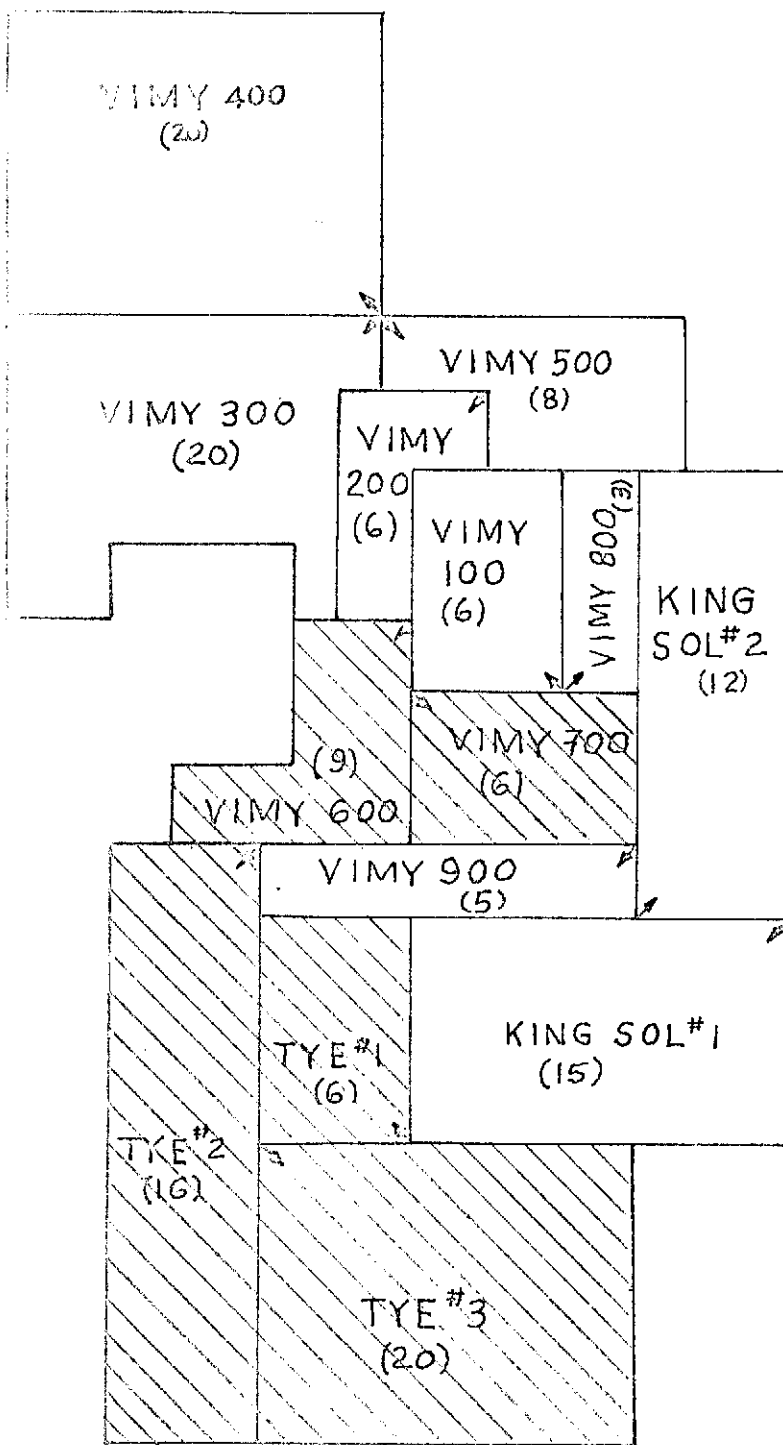 VIMY 400
(20)
VIMY 500
(8)
VIMY 300
(20)
VIMY
200
(6)
VIMY
100
(6)
VIMY 800 (3)
KING
SOL#2
(12)
VIMY 700
(6)
(9)
VIMY 600
VIMY 900
(5)
KING SOL#1
(15)
TYE#1
(6)
TYE#2
(16)
TYE#3
(20)